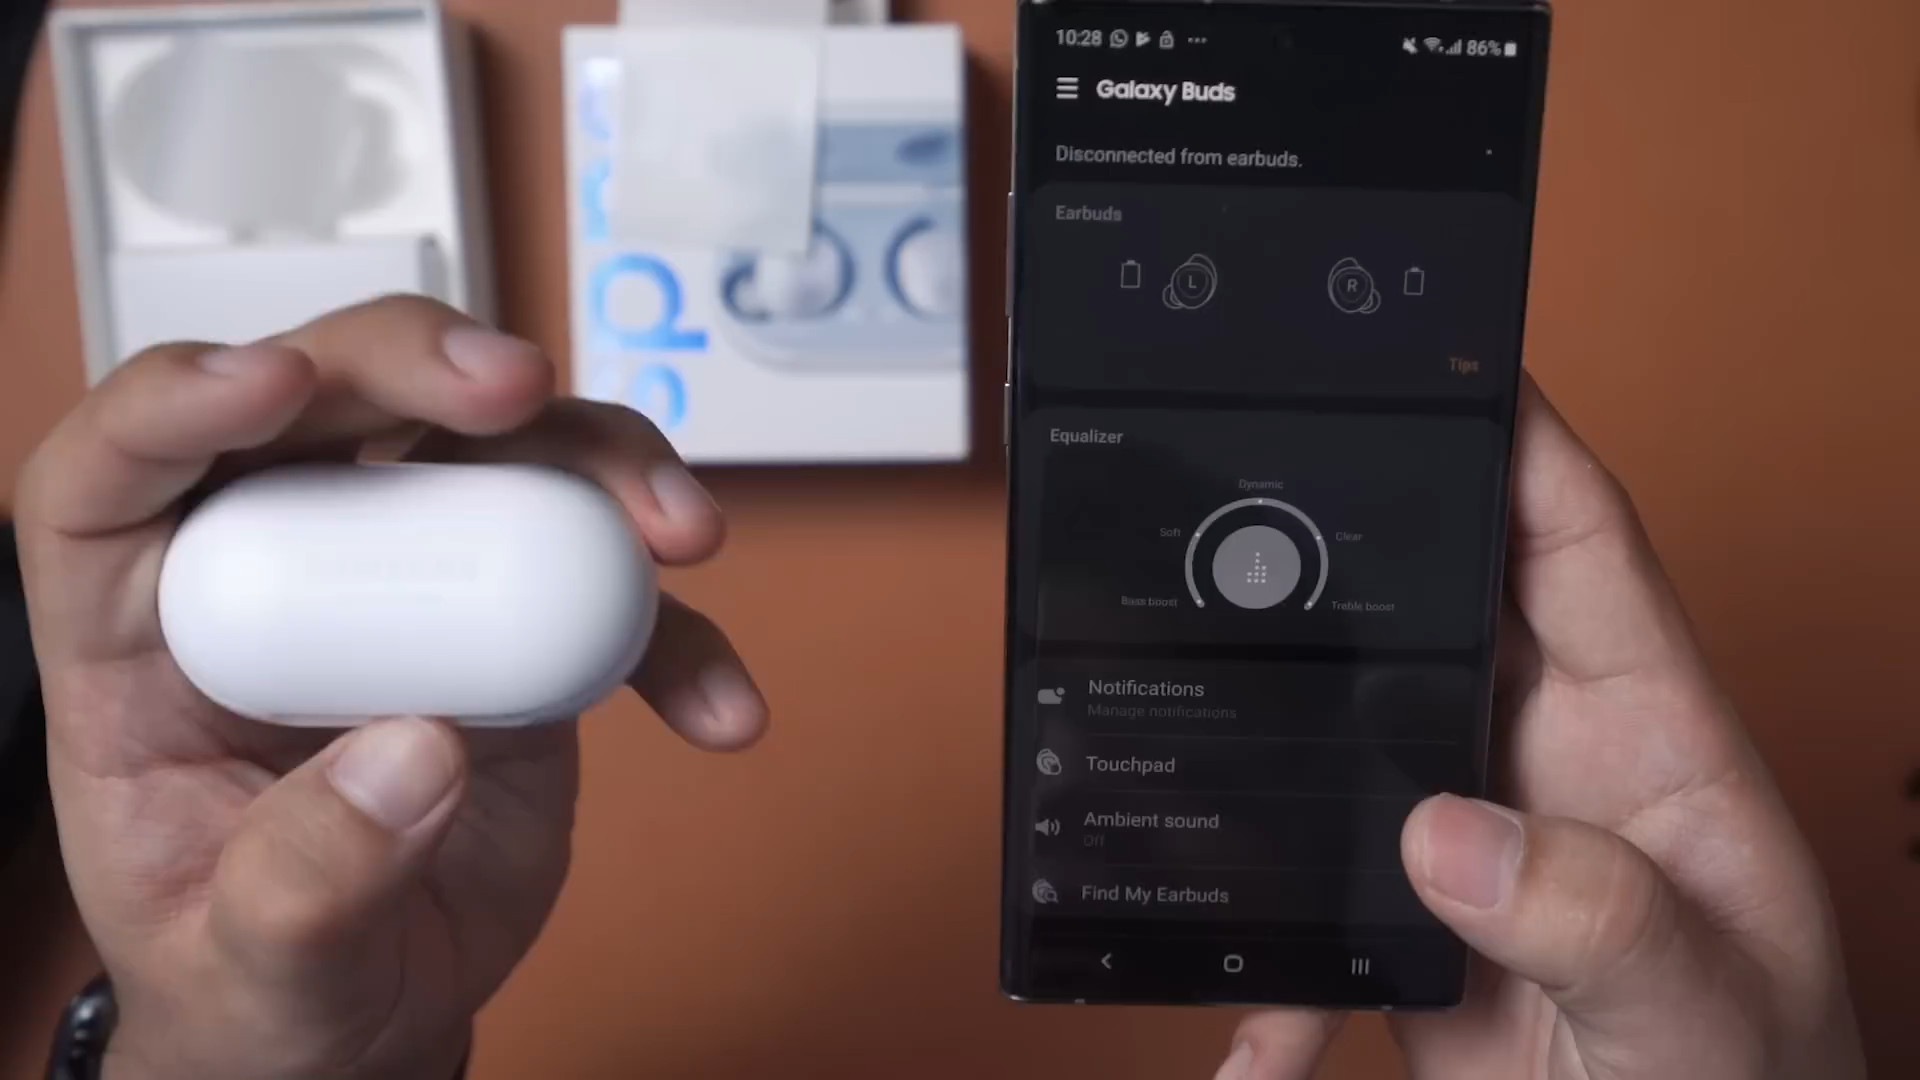 10:28 86%
Galaxy Buds
Disconnected from earbuds.
Earbuds
L R
Tips
Equalizer
Dynamic
Soft Clear
Bass boost Treble boost
Notifications
Manage notifications
Touchpad
Ambient sound
Off
Find My Earbuds